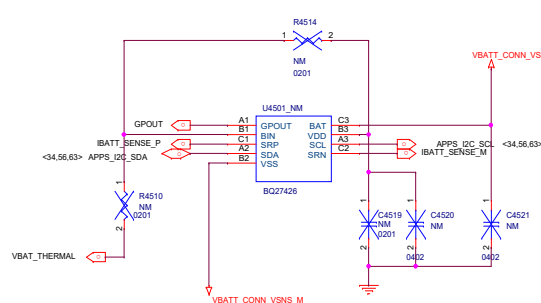 R4514
1 2
NM
0201
VBATT_CONN_VS
U4501_NM
GPOUT A1 GPOUT BAT C3
B1 BIN VDD B3
IBATT_SENSE_P C1 SRP SCL A3 APPS_I2C_SCL <34,56,63>
<34,56,63> APPS_I2C_SDA A2 SDA SRN C2 IBATT_SENSE_M
B2 VSS
BQ27426
1
R4510
NM
0201
2
VBAT_THERMAL
1 1 1
C4519 C4520 C4521
NM NM NM
0201
2 2 2
0402 0402
VBATT_CONN_VSNS_M